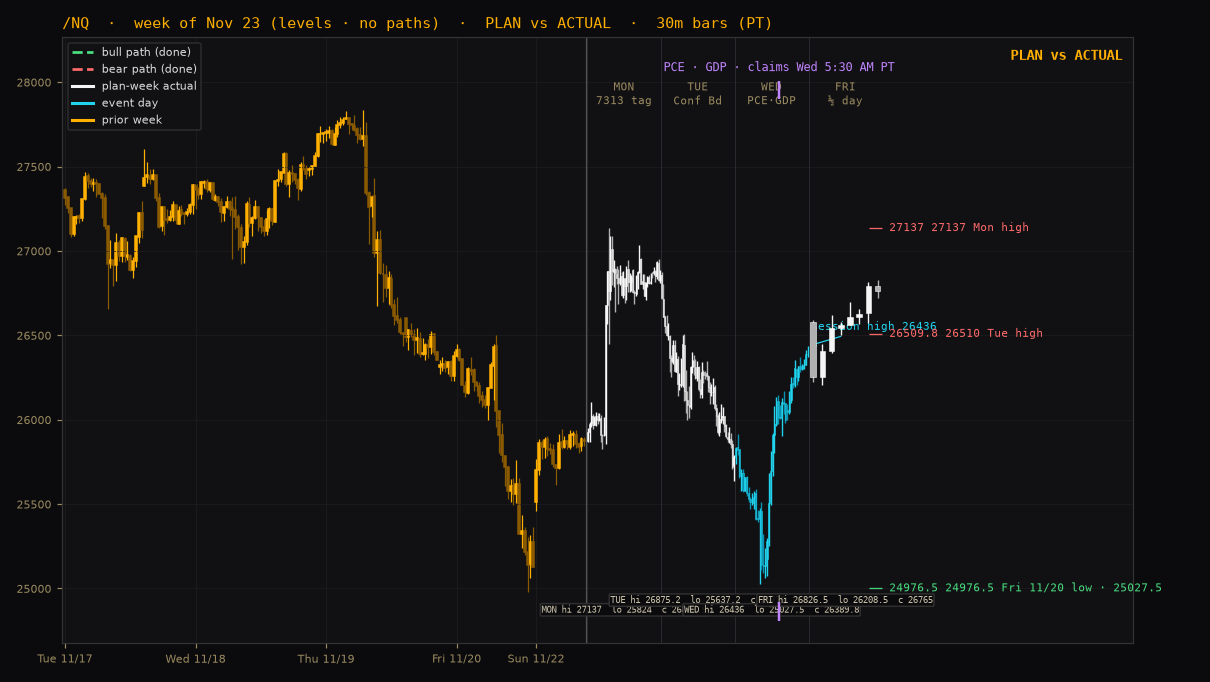 /NQ · week of Nov 23 (levels · no paths) · PLAN vs ACTUAL · 30m bars (PT)
bull path (done)
bear path (done)
plan-week actual
event day
prior week
PLAN vs ACTUAL
PCE · GDP · claims Wed 5:30 AM PT
MON TUE WED FRI
7313 tag Conf Bd PCE·GDP ½ day
28000
27500
27000
26500
26000
25500
25000
27137 27137 Mon high
session high 26436
26509.8 26510 Tue high
24976.5 24976.5 Fri 11/20 low · 25027.5
TUE hi 26875.2 lo 25637.2 c
FRI hi 26826.5 lo 26208.5 c 26765
MON hi 27137 lo 25824 c 26
WED hi 26436 lo 25027.5 c 26389.8
Tue 11/17
Wed 11/18
Thu 11/19
Fri 11/20
Sun 11/22